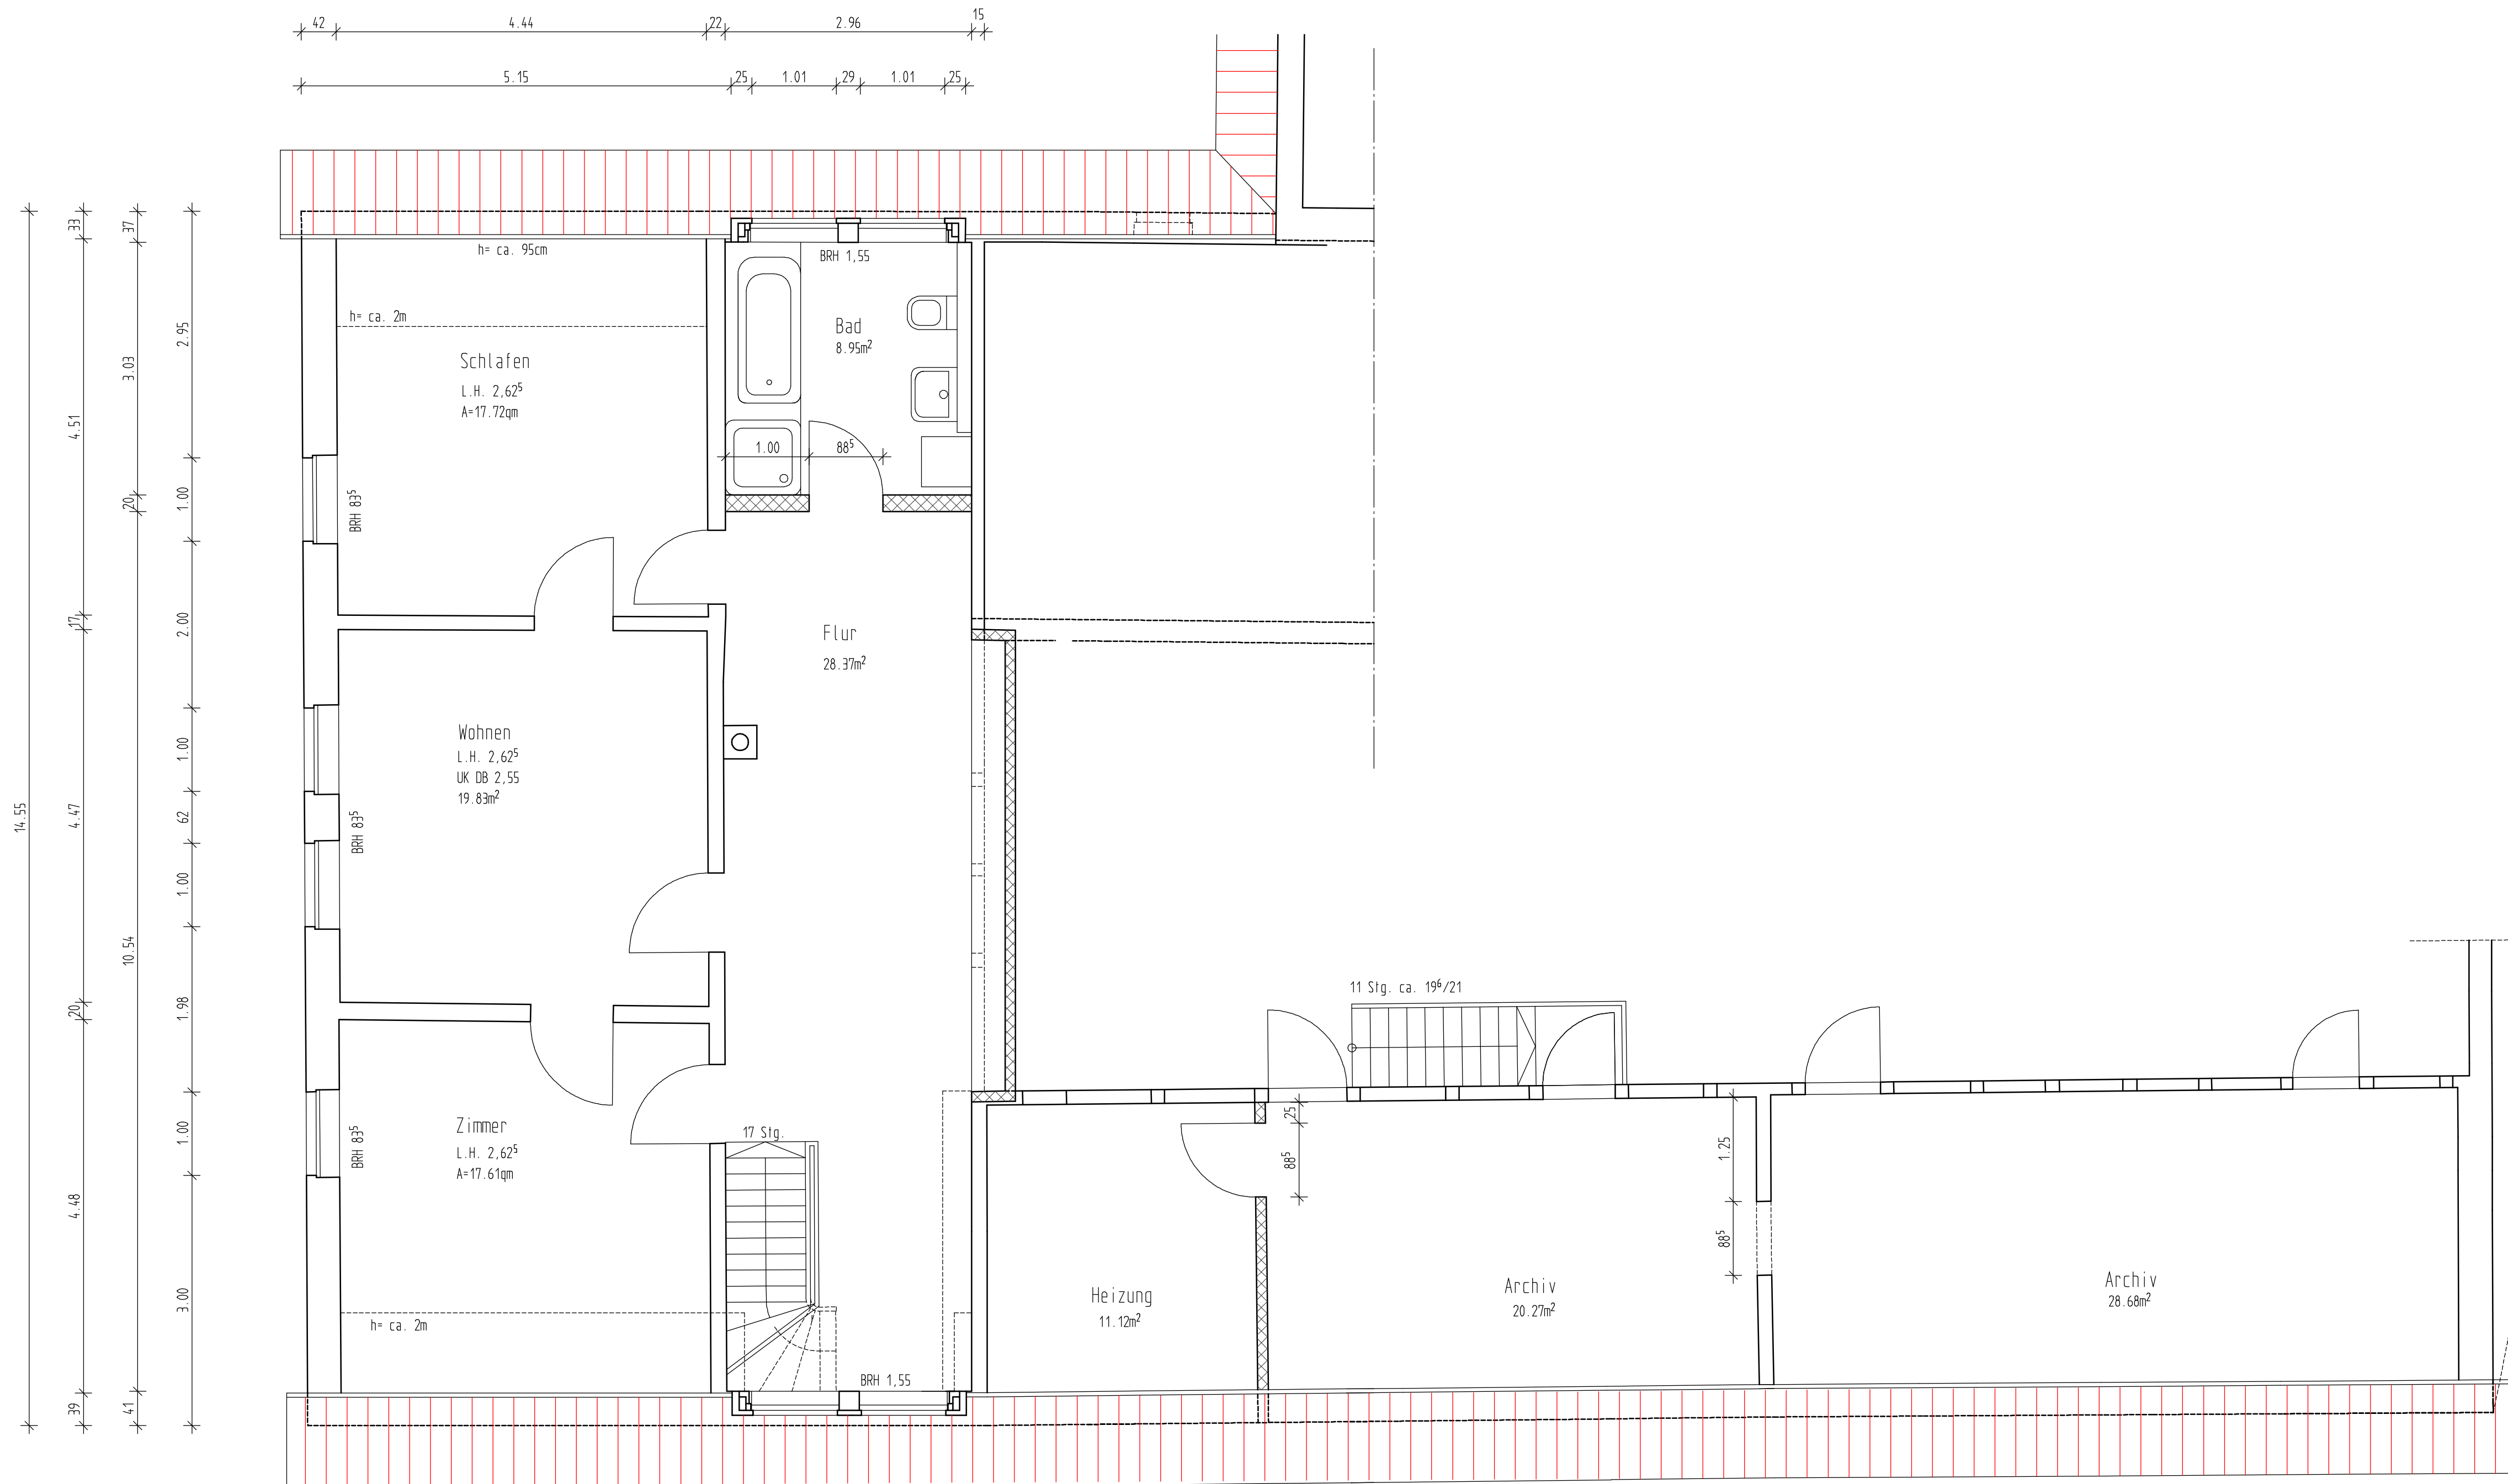 42
4.44
22
2.96
15
5.15
25
1.01
29
1.01
25
14.55
33
4.51
17
4.47
20
4.48
39
37
3.03
20
10.54
41
2.95
1.00
2.00
1.00
62
1.00
1.98
1.00
3.00
h= ca. 95cm
h= ca. 2m
Schlafen
L.H. 2,62⁵
A=17.72qm
BRH 83⁵
BRH 1,55
Bad
8.95m²
1.00
88⁵
Flur
28.37m²
Wohnen
L.H. 2,62⁵
UK DB 2,55
19.83m²
BRH 83⁵
Zimmer
L.H. 2,62⁵
A=17.61qm
BRH 83⁵
h= ca. 2m
17 Stg.
BRH 1,55
11 Stg. ca. 19⁶/21
25
88⁵
1.25
88⁵
Heizung
11.12m²
Archiv
20.27m²
Archiv
28.68m²